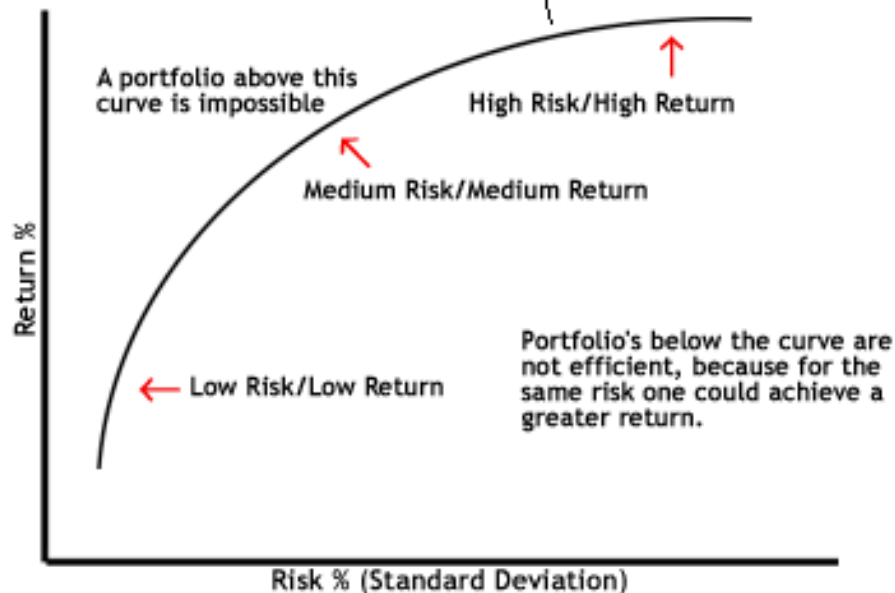 A portfolio above this
curve is impossible
High Risk/High Return
Medium Risk/Medium Return
Return %
Portfolio's below the curve are
not efficient, because for the
same risk one could achieve a
greater return.
Low Risk/Low Return
Risk % (Standard Deviation)